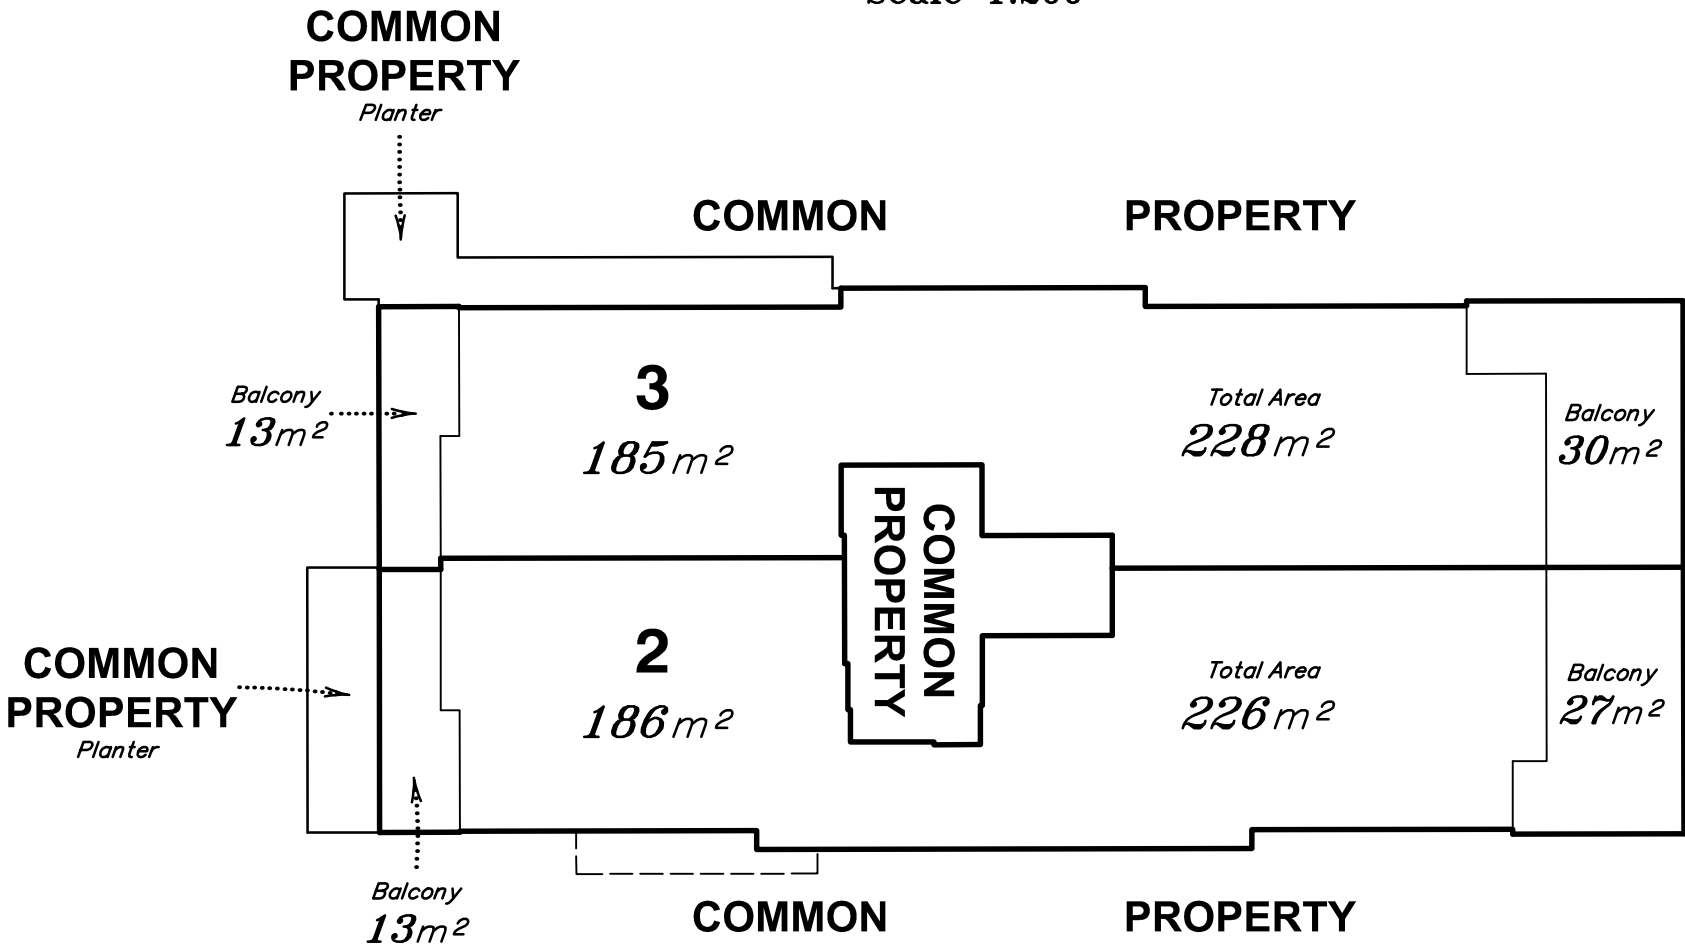 COMMON
PROPERTY
Planter
COMMON PROPERTY
3
185m²
Total Area
228m²
Balcony
13m²
Balcony
30m²
COMMON
PROPERTY
2
186m²
Total Area
226m²
Balcony
27m²
COMMON
PROPERTY
Planter
Balcony
13m²
COMMON PROPERTY